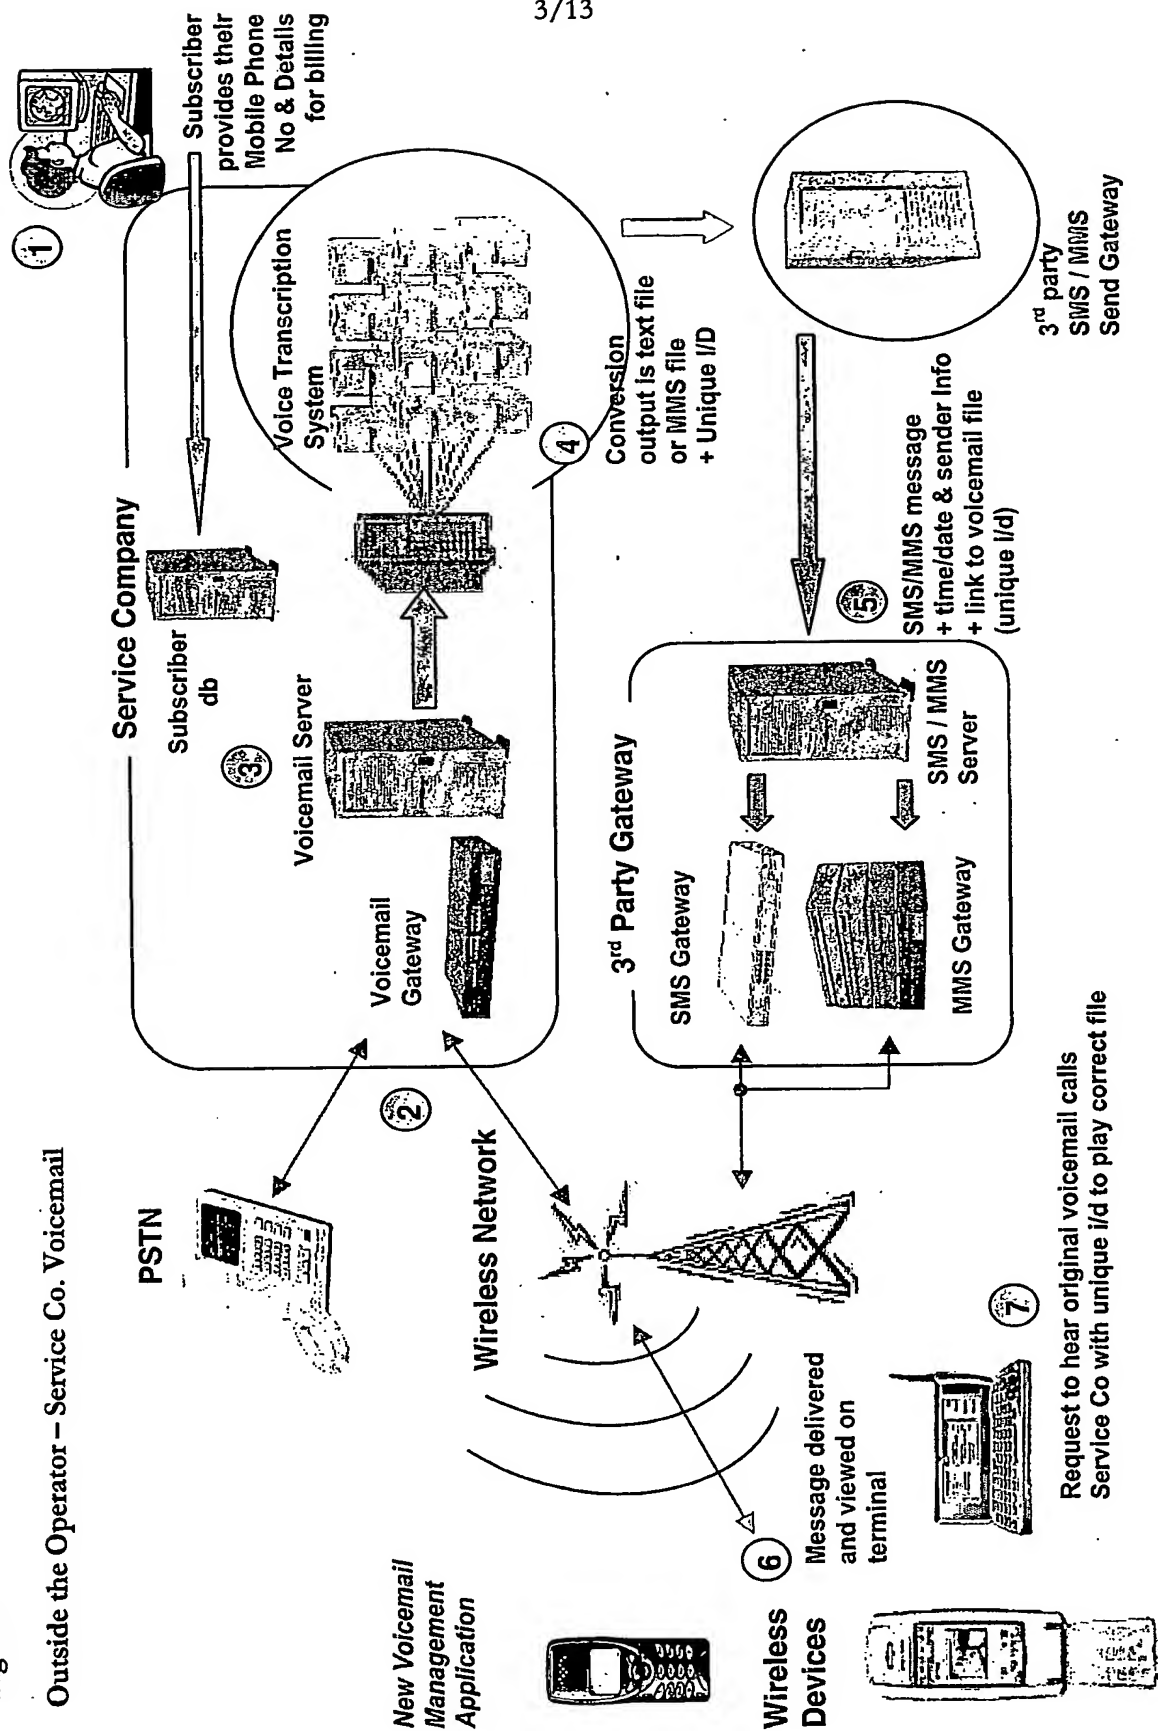 3/13
Outside the Operator – Service Co. Voicemail
1
Subscriber
provides their
Mobile Phone
No & Details
for billing
Service Company
Subscriber
db
3
Voicemail Server
Voicemail
Gateway
Voice Transcription
System
4
Conversion
output is text file
or MMS file
+ Unique I/D
3rd party
SMS / MMS
Send Gateway
5
SMS/MMS message
+ time/date & sender Info
+ link to voicemail file
(unique i/d)
3rd Party Gateway
SMS Gateway
MMS Gateway
SMS / MMS
Server
PSTN
2
Wireless Network
New Voicemail
Management
Application
6
Message delivered
and viewed on
terminal
Wireless
Devices
7
Request to hear original voicemail calls
Service Co with unique i/d to play correct file